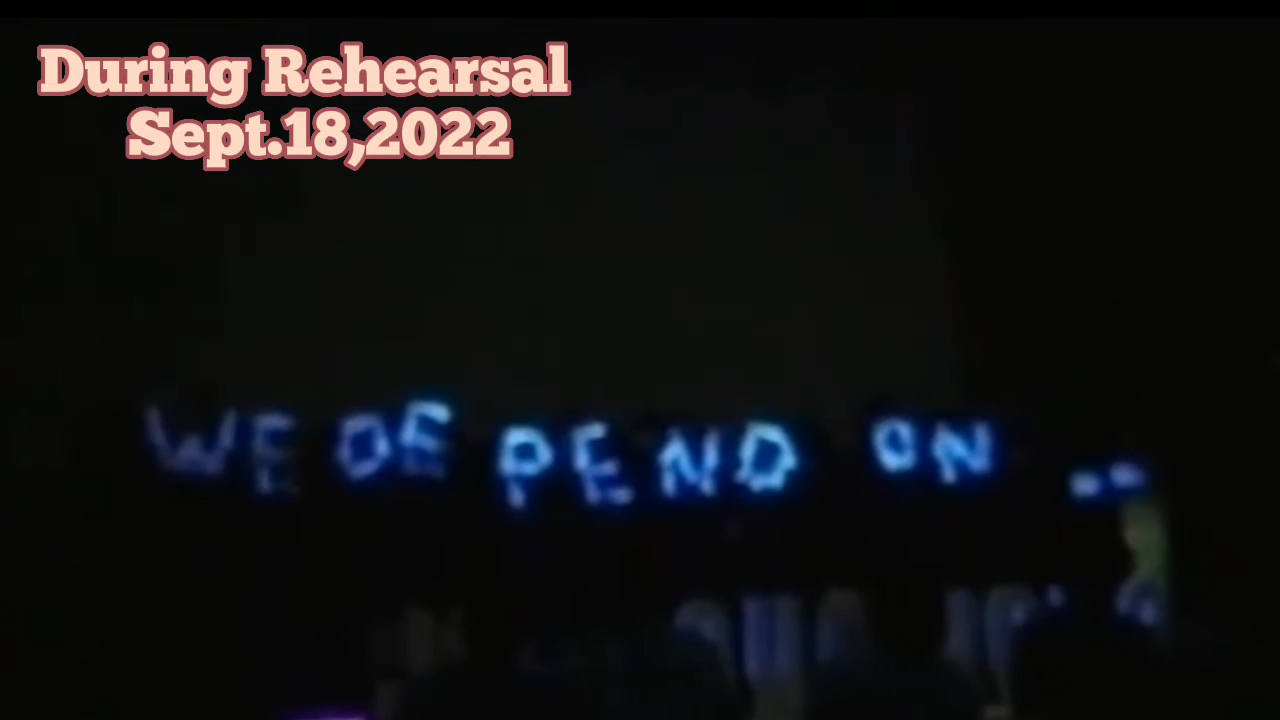 During Rehearsal
Sept.18,2022
WE DEPEND ON ..